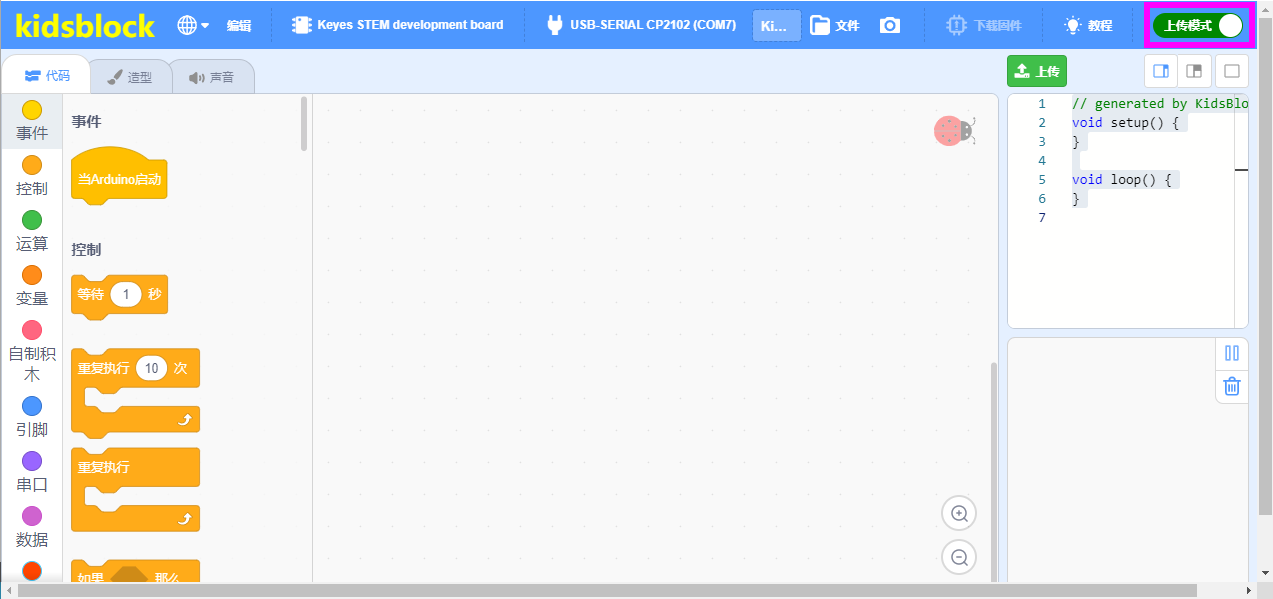 kidsblock 编辑 Keyes STEM development board USB-SERIAL CP2102 (COM7) Ki... 文件 下载固件 教程 上传模式
代码 造型 声音 上传
事件
控制
运算
变量
自制积
木
引脚
串口
数据
事件
当Arduino启动
控制
等待 1 秒
重复执行 10 次
重复执行
如果 那么
1 // generated by KidsBlo
2 void setup() {
3 }
4
5 void loop() {
6 }
7